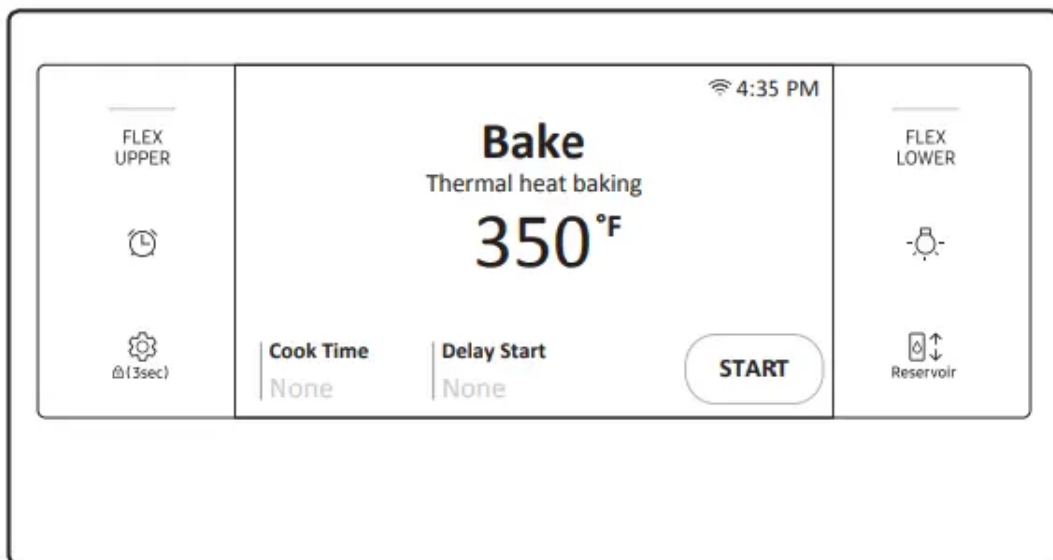 4:35 PM
FLEX
UPPER
Bake
Thermal heat baking
350°F
FLEX
LOWER
(3sec)
Cook Time
None
Delay Start
None
START
Reservoir